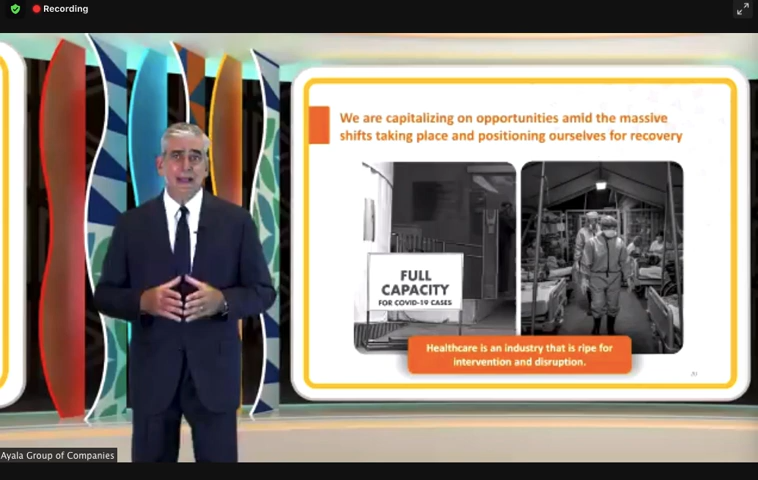 Recording
We are capitalizing on opportunities amid the massive
shifts taking place and positioning ourselves for recovery
FULL
CAPACITY
FOR COVID-19 CASES
Healthcare is an industry that is ripe for
intervention and disruption.
Ayala Group of Companies